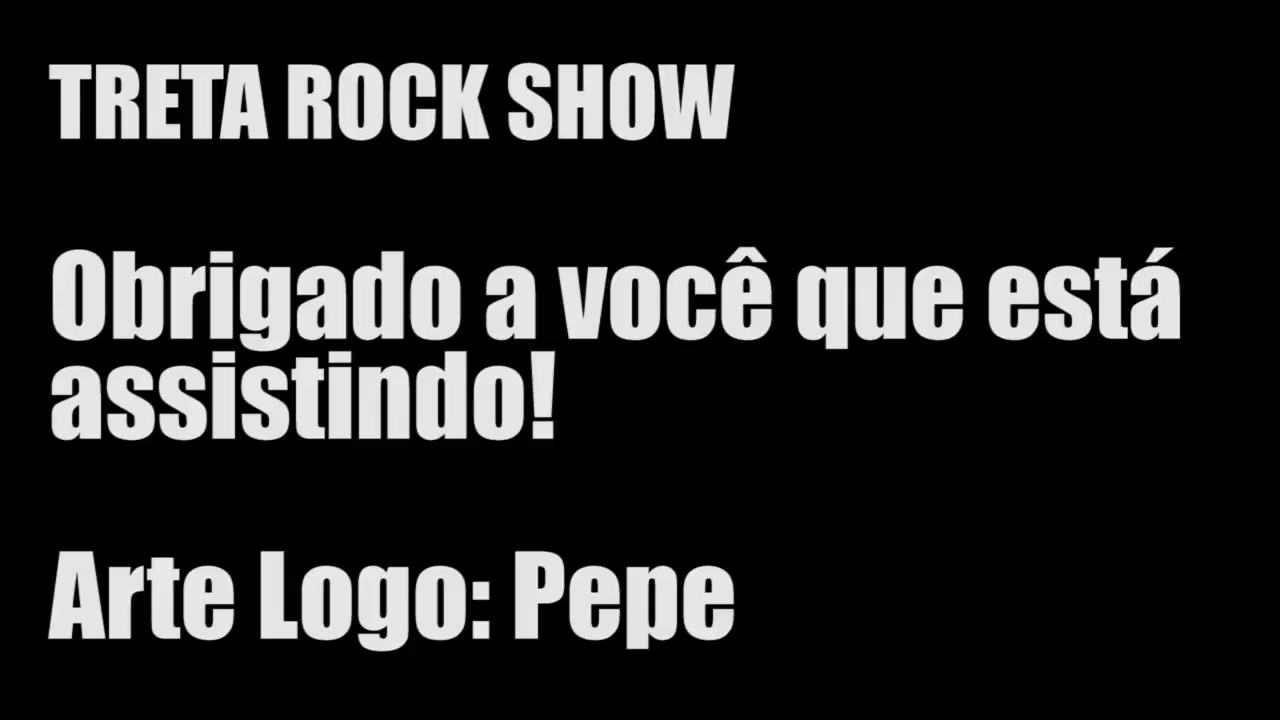 TRETA ROCK SHOW
Obrigado a você que está
assistindo!
Arte Logo: Pepe